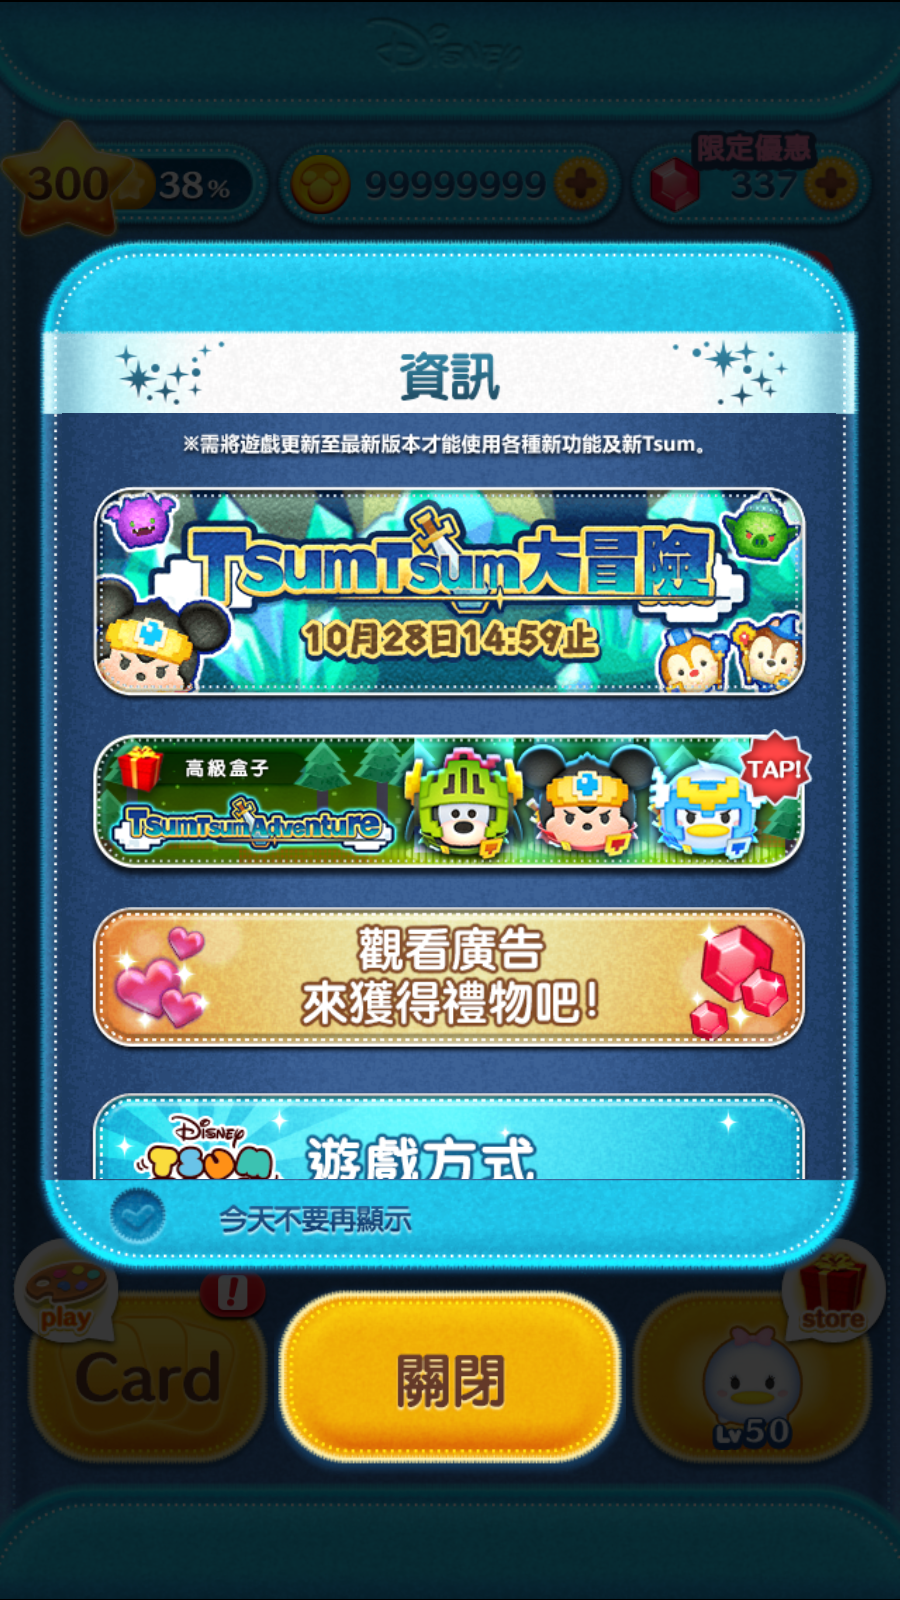 Disney
限定優惠
300
38%
99999999
337
資訊
※需將遊戲更新至最新版本才能使用各種新功能及新Tsum。
TsumTsum大冒險
10月28日14:59止
高級盒子
TAP!
TsumTsumAdventure
觀看廣告
來獲得禮物吧!
Disney
TSUM
遊戲方式
今天不要再顯示
play
!
store
Card
關閉
Lv50